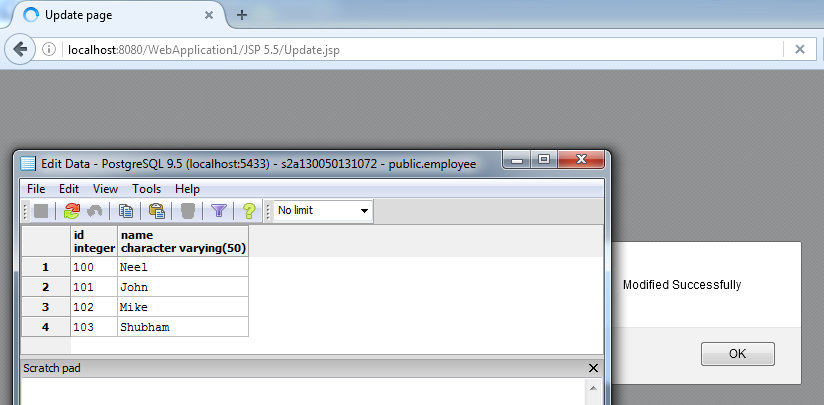 Update page
localhost:8080/WebApplication1/JSP 5.5/Update.jsp
Edit Data - PostgreSQL 9.5 (localhost:5433) - s2a130050131072 - public.employee
File Edit View Tools Help
No limit
id name
integer character varying(50)
1 100 Neel
2 101 John
3 102 Mike
4 103 Shubham
Scratch pad
Modified Successfully
OK